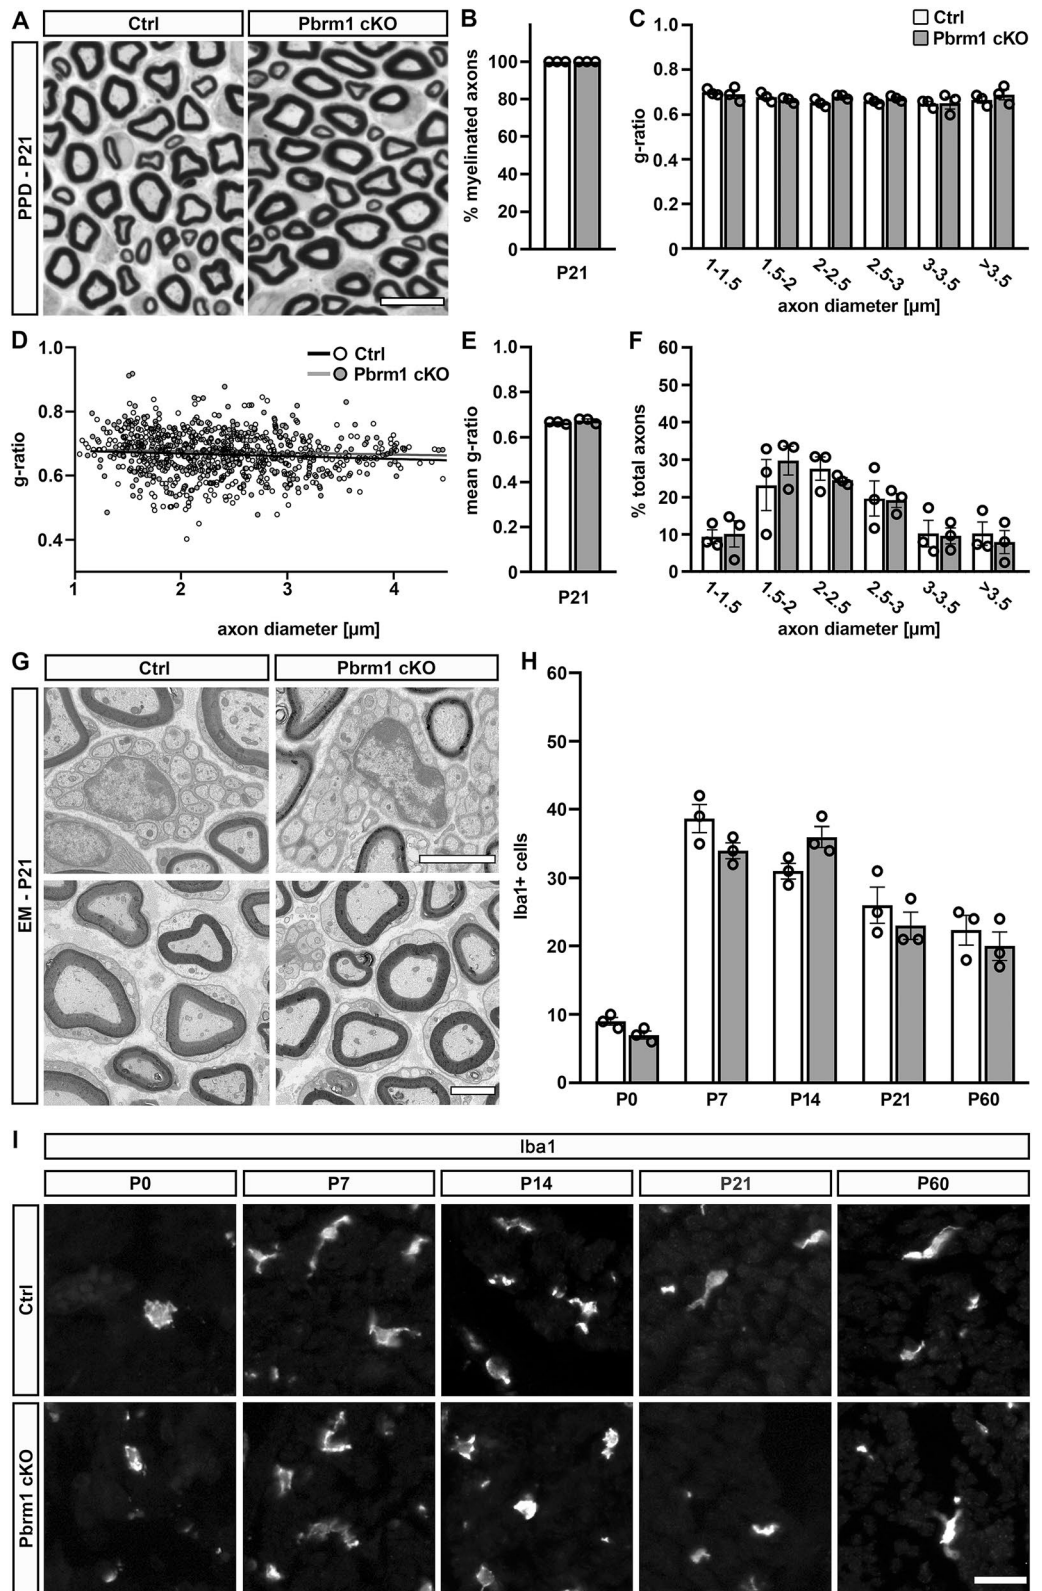 A
Ctrl
Pbrm1 cKO
PPD - P21
B
% myelinated axons
100
80
60
40
20
0
P21
C
Ctrl
Pbrm1 cKO
g-ratio
1.0
0.8
0.6
0.4
0.2
0
1-1.5
1.5-2
2-2.5
2.5-3
3-3.5
>3.5
axon diameter [µm]
D
Ctrl
Pbrm1 cKO
g-ratio
1.0
0.8
0.6
0.4
1
2
3
4
axon diameter [µm]
E
mean g-ratio
1.0
0.8
0.6
0.4
0.2
0
P21
F
% total axons
60
50
40
30
20
10
0
1-1.5
1.5-2
2-2.5
2.5-3
3-3.5
>3.5
axon diameter [µm]
G
Ctrl
Pbrm1 cKO
EM - P21
H
Iba1+ cells
60
50
40
30
20
10
0
P0
P7
P14
P21
P60
I
Iba1
P0
P7
P14
P21
P60
Ctrl
Pbrm1 cKO